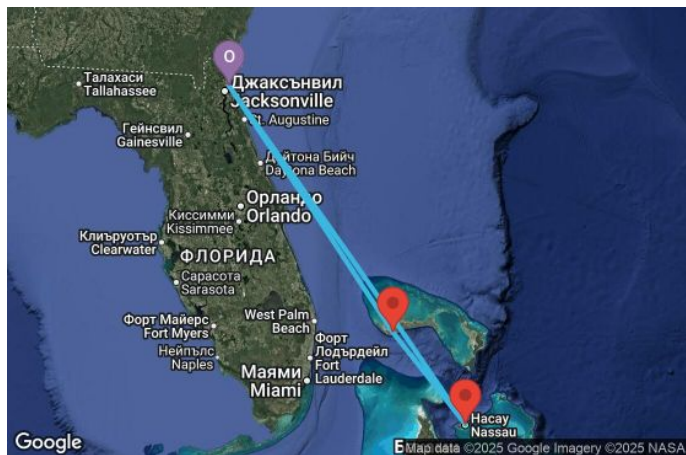 O
Талахаси
Tallahassee
Джаксънвил
Jacksonville
St. Augustine
Гейнсвил
Gainesville
Дейтона Бийч
Daytona Beach
Орландо
Orlando
Киссимми
Kissimmee
Клиъруотър
Clearwater
ФЛОРИДА
Сарасота
Sarasota
Форт Майерс
Fort Myers
West Palm
Beach
Форт
Лодърдейл
Fort
Lauderdale
Нейпълс
Naples
Маями
Miami
Насау
Nassau
Google
Map data ©2025 Google Imagery ©2025 NASA